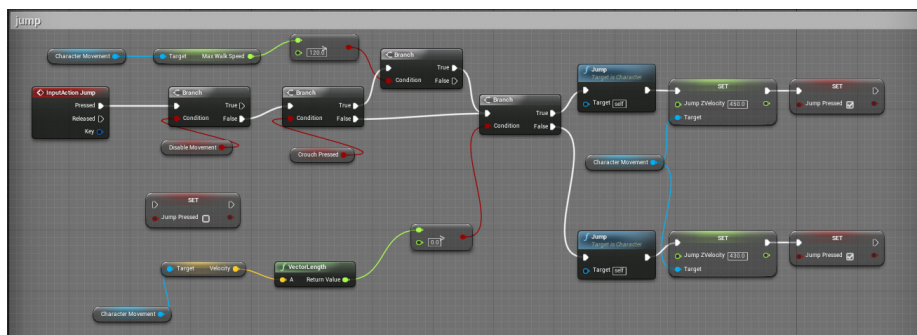 jump
Character Movement
Target Max Walk Speed
>
120.0
Branch
True
Condition False
InputAction Jump
Pressed
Released
Key
Branch
True
Condition False
Branch
True
Condition False
Disable Movement
Crouch Pressed
Branch
True
Condition False
Jump
Target is Character
Target self
SET
Jump ZVelocity 450.0
Target
SET
Jump Pressed
Character Movement
SET
Jump Pressed
>
0.0
Jump
Target is Character
Target self
SET
Jump ZVelocity 430.0
Target
SET
Jump Pressed
Target Velocity
VectorLength
A Return Value
Character Movement